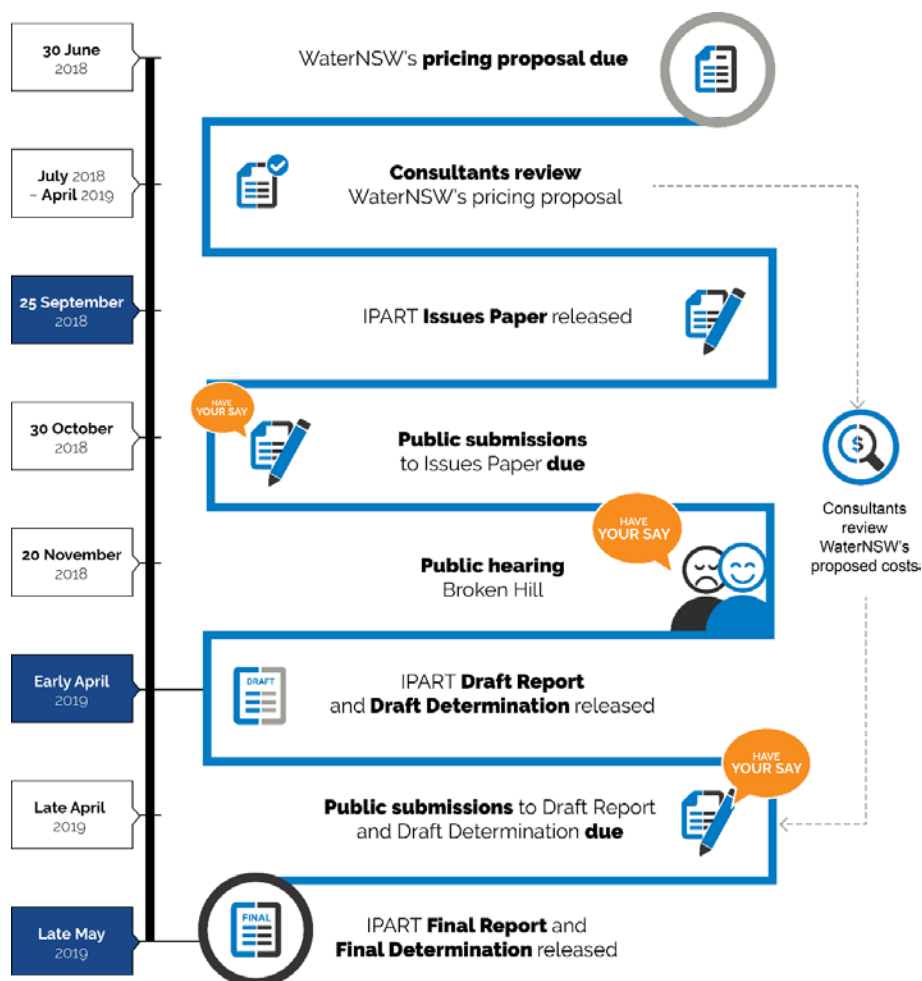 30 June
2018
WaterNSW's pricing proposal due
July 2018
– April 2019
Consultants review
WaterNSW's pricing proposal
25 September
2018
IPART Issues Paper released
30 October
2018
HAVE
YOUR SAY
Public submissions
to Issues Paper due
$
Consultants
review
WaterNSW's
proposed costs
20 November
2018
HAVE
YOUR SAY
Public hearing
Broken Hill
Early April
2019
DRAFT
IPART Draft Report
and Draft Determination released
Late April
2019
HAVE
YOUR SAY
Public submissions to Draft Report
and Draft Determination due
Late May
2019
FINAL
IPART Final Report and
Final Determination released